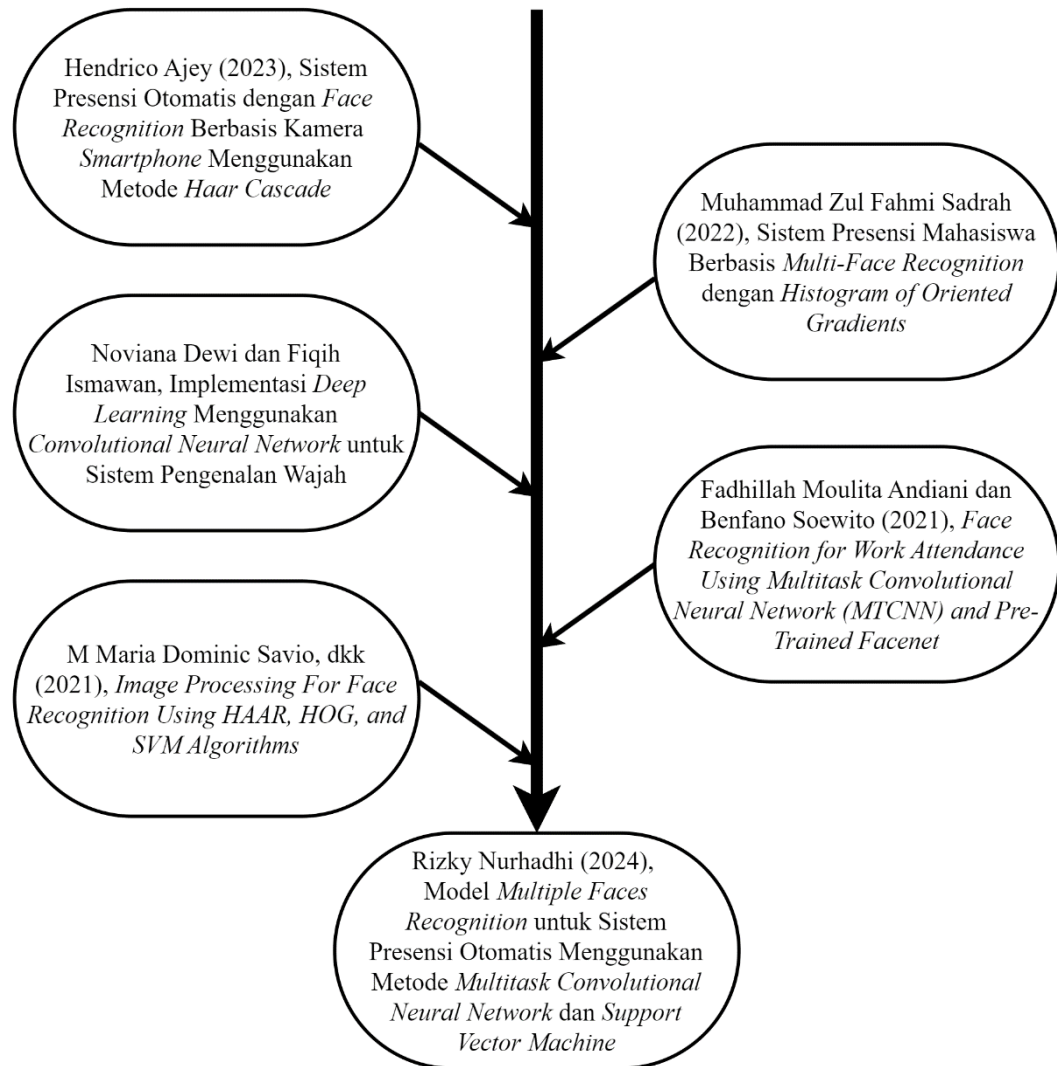 Hendrico Ajey (2023), Sistem
Presensi Otomatis dengan Face
Recognition Berbasis Kamera
Smartphone Menggunakan
Metode Haar Cascade
Muhammad Zul Fahmi Sadrah
(2022), Sistem Presensi Mahasiswa
Berbasis Multi-Face Recognition
dengan Histogram of Oriented
Gradients
Noviana Dewi dan Fiqih
Ismawan, Implementasi Deep
Learning Menggunakan
Convolutional Neural Network untuk
Sistem Pengenalan Wajah
Fadhillah Moulita Andiani dan
Benfano Soewito (2021), Face
Recognition for Work Attendance
Using Multitask Convolutional
Neural Network (MTCNN) and Pre-
Trained Facenet
M Maria Dominic Savio, dkk
(2021), Image Processing For Face
Recognition Using HAAR, HOG, and
SVM Algorithms
Rizky Nurhadhi (2024),
Model Multiple Faces
Recognition untuk Sistem
Presensi Otomatis Menggunakan
Metode Multitask Convolutional
Neural Network dan Support
Vector Machine